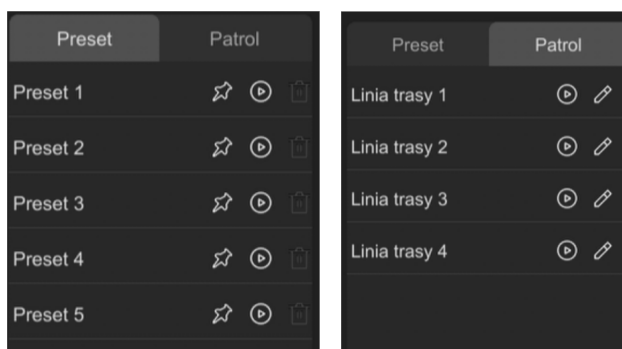 Preset Patrol
Preset 1
Preset 2
Preset 3
Preset 4
Preset 5
Preset Patrol
Linia trasy 1
Linia trasy 2
Linia trasy 3
Linia trasy 4